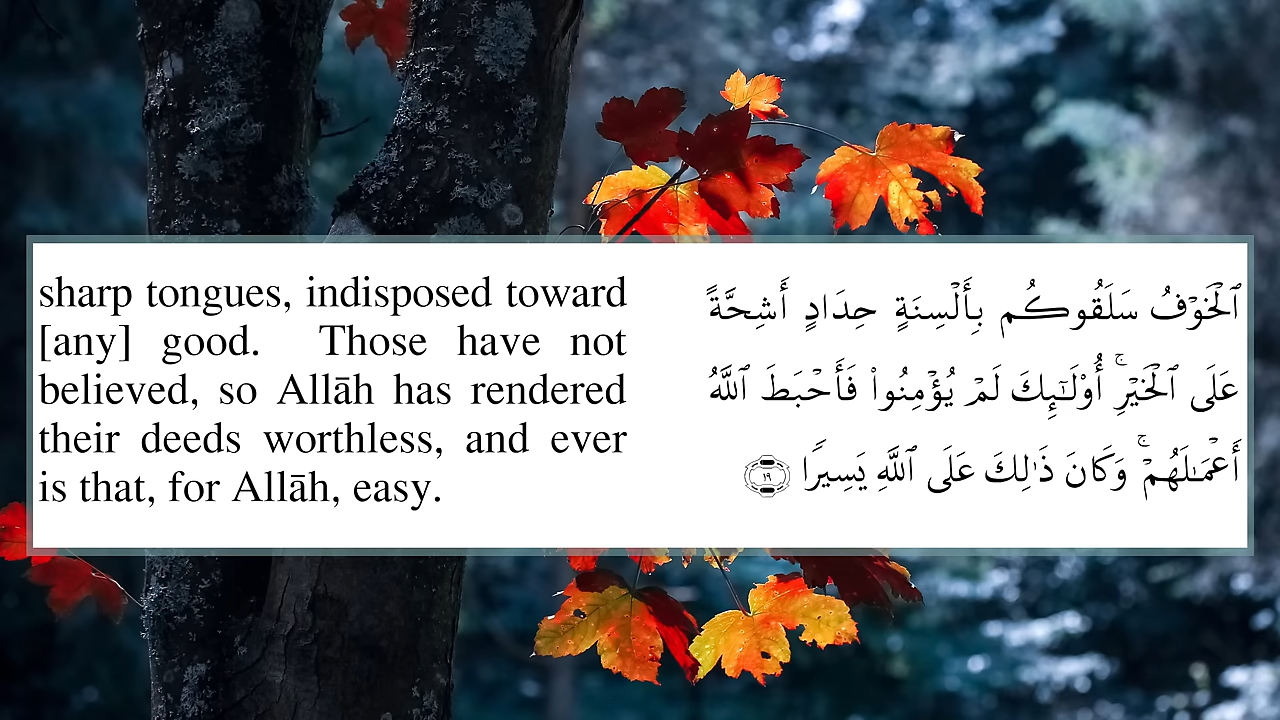 sharp tongues, indisposed toward
[any] good. Those have not
believed, so Allāh has rendered
their deeds worthless, and ever
is that, for Allāh, easy.
ٱلْخَوْفُ سَلَقُوكُم بِأَلْسِنَةٍ حِدَادٍ أَشِحَّةً
عَلَى ٱلْخَيْرِ ۚ أُو۟لَـٰٓئِكَ لَمْ يُؤْمِنُوا۟ فَأَحْبَطَ ٱللَّهُ
أَعْمَـٰلَهُمْ ۚ وَكَانَ ذَٰلِكَ عَلَى ٱللَّهِ يَسِيرًا ١٩